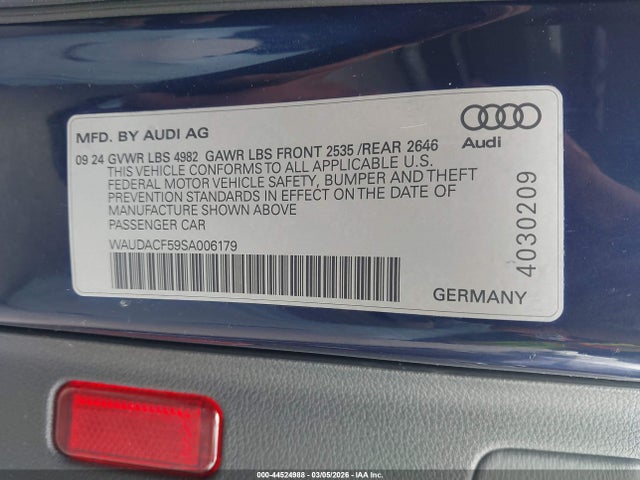 MFD. BY AUDI AG
09 24 GVWR LBS 4982 GAWR LBS FRONT 2535 /REAR 2646
THIS VEHICLE CONFORMS TO ALL APPLICABLE U.S.
FEDERAL MOTOR VEHICLE SAFETY, BUMPER AND THEFT
PREVENTION STANDARDS IN EFFECT ON THE DATE OF
MANUFACTURE SHOWN ABOVE
PASSENGER CAR
WAUDACF59SA006179
Audi
4030209
GERMANY
000-44524988 - 03/05/2026 - IAA Inc.